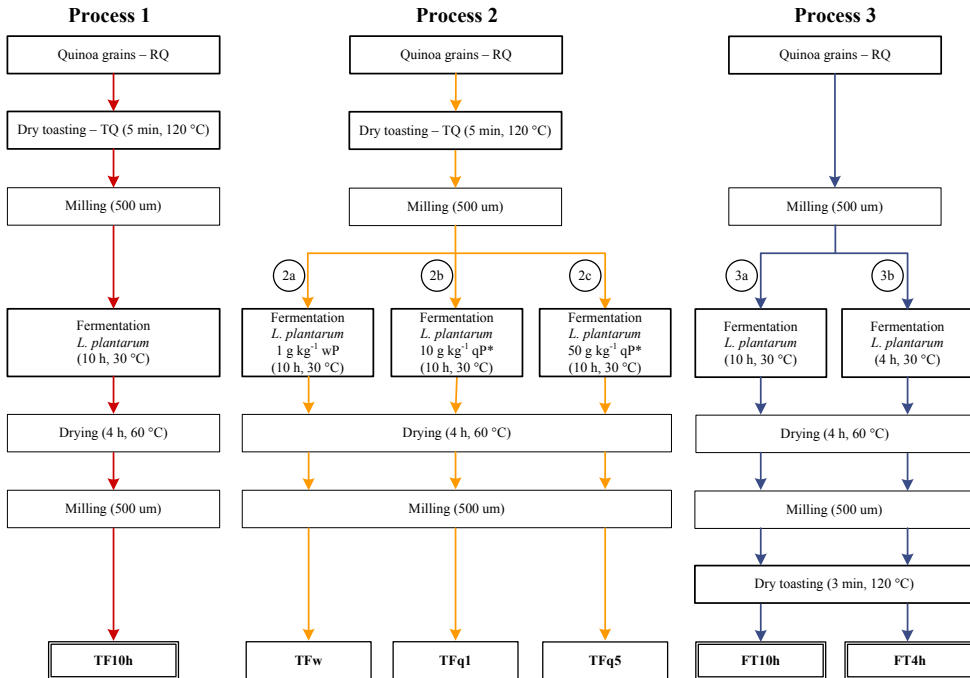 Process 1
Process 2
Process 3
Quinoa grains – RQ
Quinoa grains – RQ
Quinoa grains – RQ
Dry toasting – TQ (5 min, 120 °C)
Dry toasting – TQ (5 min, 120 °C)
Milling (500 um)
Milling (500 um)
Milling (500 um)
2a
2b
2c
3a
3b
Fermentation
L. plantarum
(10 h, 30 °C)
Fermentation
L. plantarum
1 g kg⁻¹ wP
(10 h, 30 °C)
Fermentation
L. plantarum
10 g kg⁻¹ qP*
(10 h, 30 °C)
Fermentation
L. plantarum
50 g kg⁻¹ qP*
(10 h, 30 °C)
Fermentation
L. plantarum
(10 h, 30 °C)
Fermentation
L. plantarum
(4 h, 30 °C)
Drying (4 h, 60 °C)
Drying (4 h, 60 °C)
Drying (4 h, 60 °C)
Milling (500 um)
Milling (500 um)
Milling (500 um)
Dry toasting (3 min, 120 °C)
TF10h
TFw
TFq1
TFq5
FT10h
FT4h